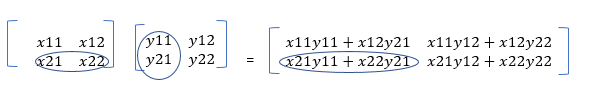 x11 x12 y11 y12 x11y11 + x12y21 x11y12 + x12y22
x21 x22 y21 y22 = x21y11 + x22y21 x21y12 + x22y22